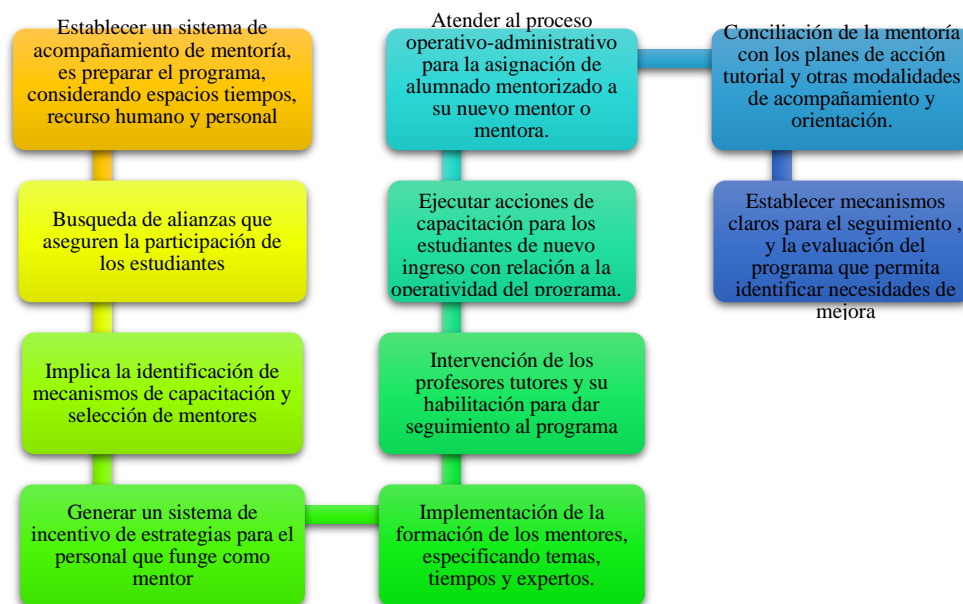 Establecer un sistema de
acompañamiento de mentoría,
es preparar el programa,
considerando espacios tiempos,
recurso humano y personal
Busqueda de alianzas que
aseguren la participación de
los estudiantes
Implica la identificación de
mecanismos de capacitación y
selección de mentores
Generar un sistema de
incentivo de estrategias para el
personal que funge como
mentor
Implementación de la
formación de los mentores,
especificando temas,
tiempos y expertos.
Intervención de los
profesores tutores y su
habilitación para dar
seguimiento al programa
Ejecutar acciones de
capacitación para los
estudiantes de nuevo
ingreso con relación a la
operatividad del programa.
Atender al proceso
operativo-administrativo
para la asignación de
alumnado mentorizado a
su nuevo mentor o
mentora.
Conciliación de la mentoría
con los planes de acción
tutorial y otras modalidades
de acompañamiento y
orientación.
Establecer mecanismos
claros para el seguimiento ,
y la evaluación del
programa que permita
identificar necesidades de
mejora